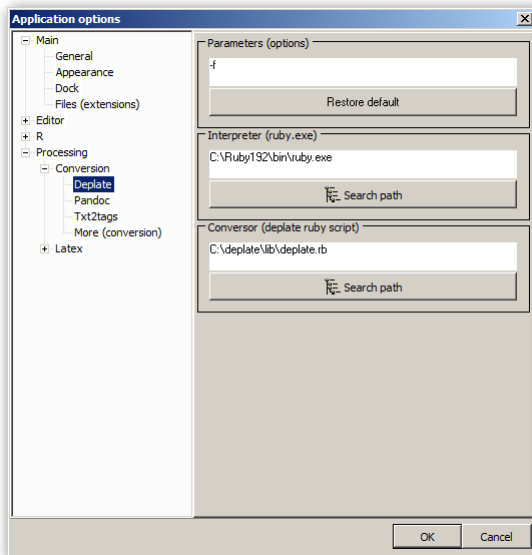 Application options
Main
General
Appearance
Dock
Files (extensions)
Editor
R
Processing
Conversion
Deplate
Pandoc
Txt2tags
More (conversion)
Latex
Parameters (options)
-f
Restore default
Interpreter (ruby.exe)
C:\Ruby192\bin\ruby.exe
Search path
Conversor (deplate ruby script)
C:\deplate\lib\deplate.rb
Search path
OK
Cancel